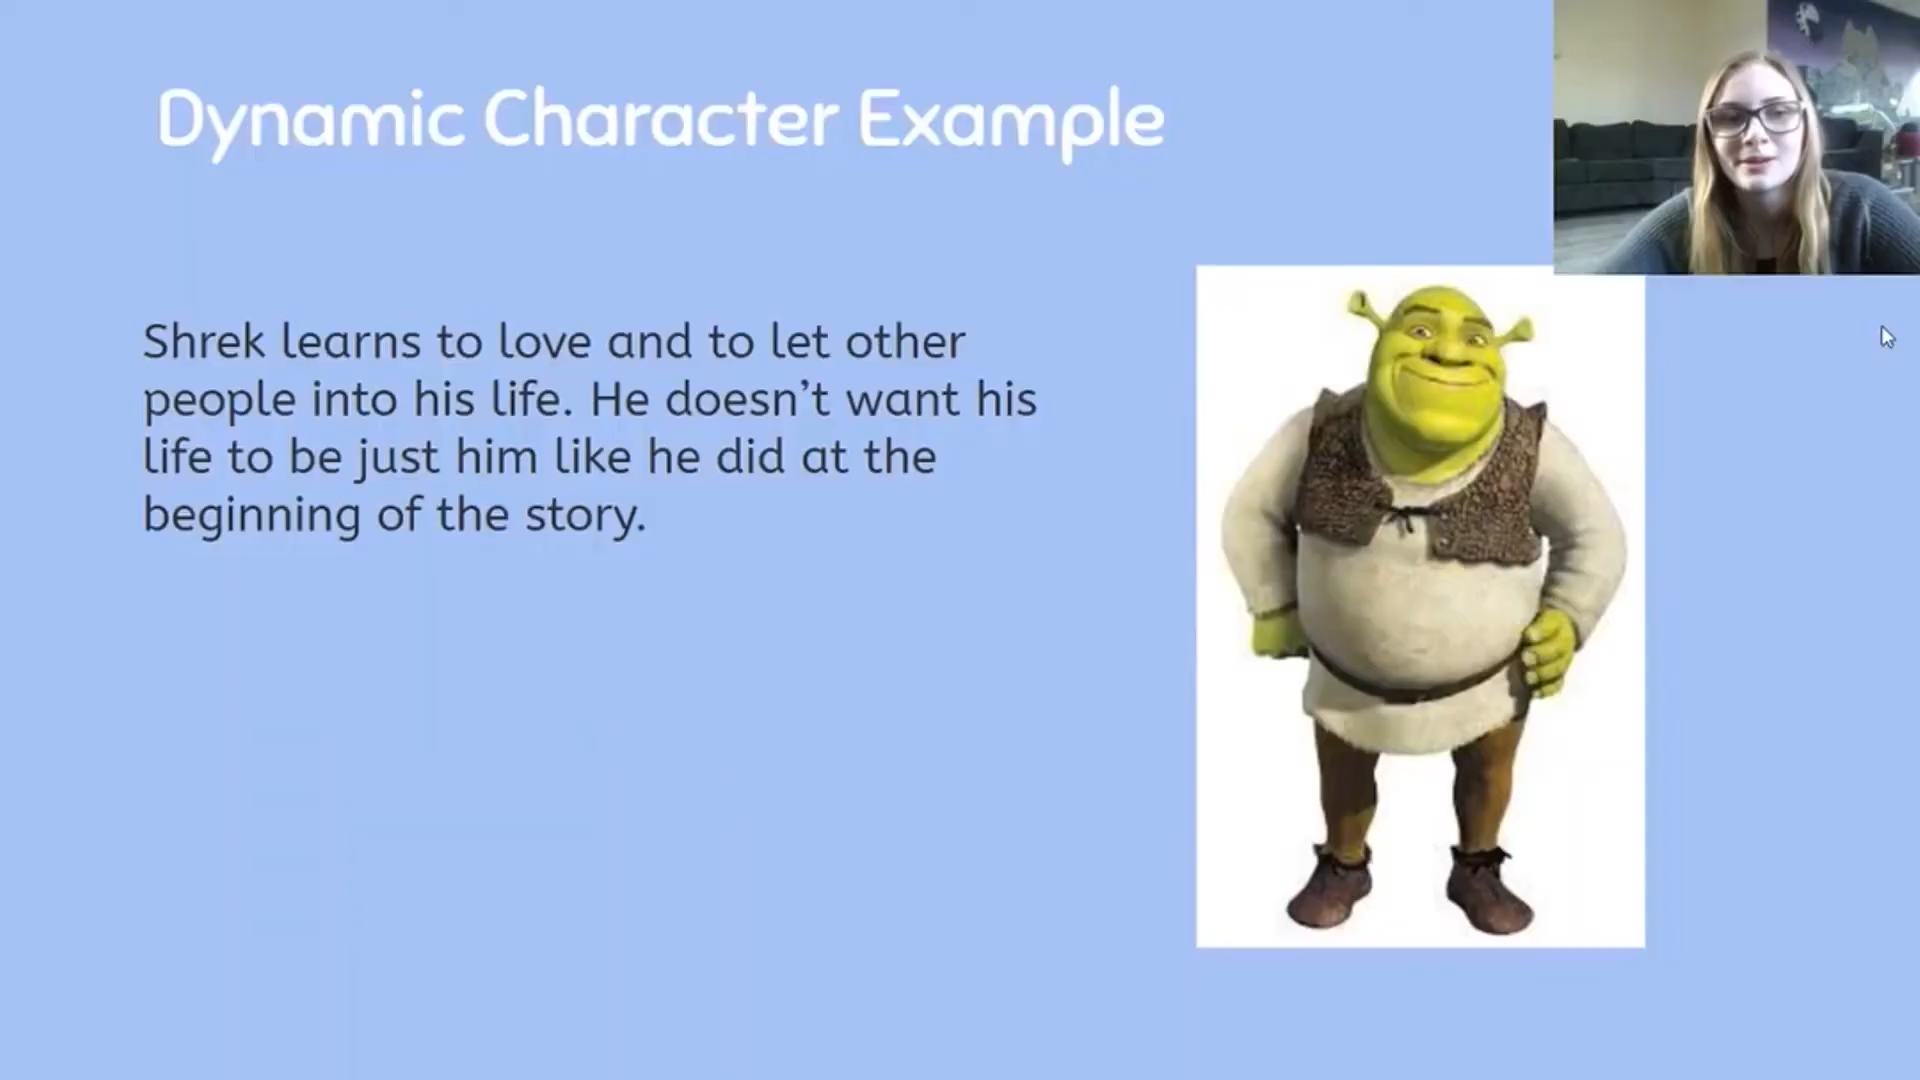 Dynamic Character Example
Shrek learns to love and to let other
people into his life. He doesn’t want his
life to be just him like he did at the
beginning of the story.